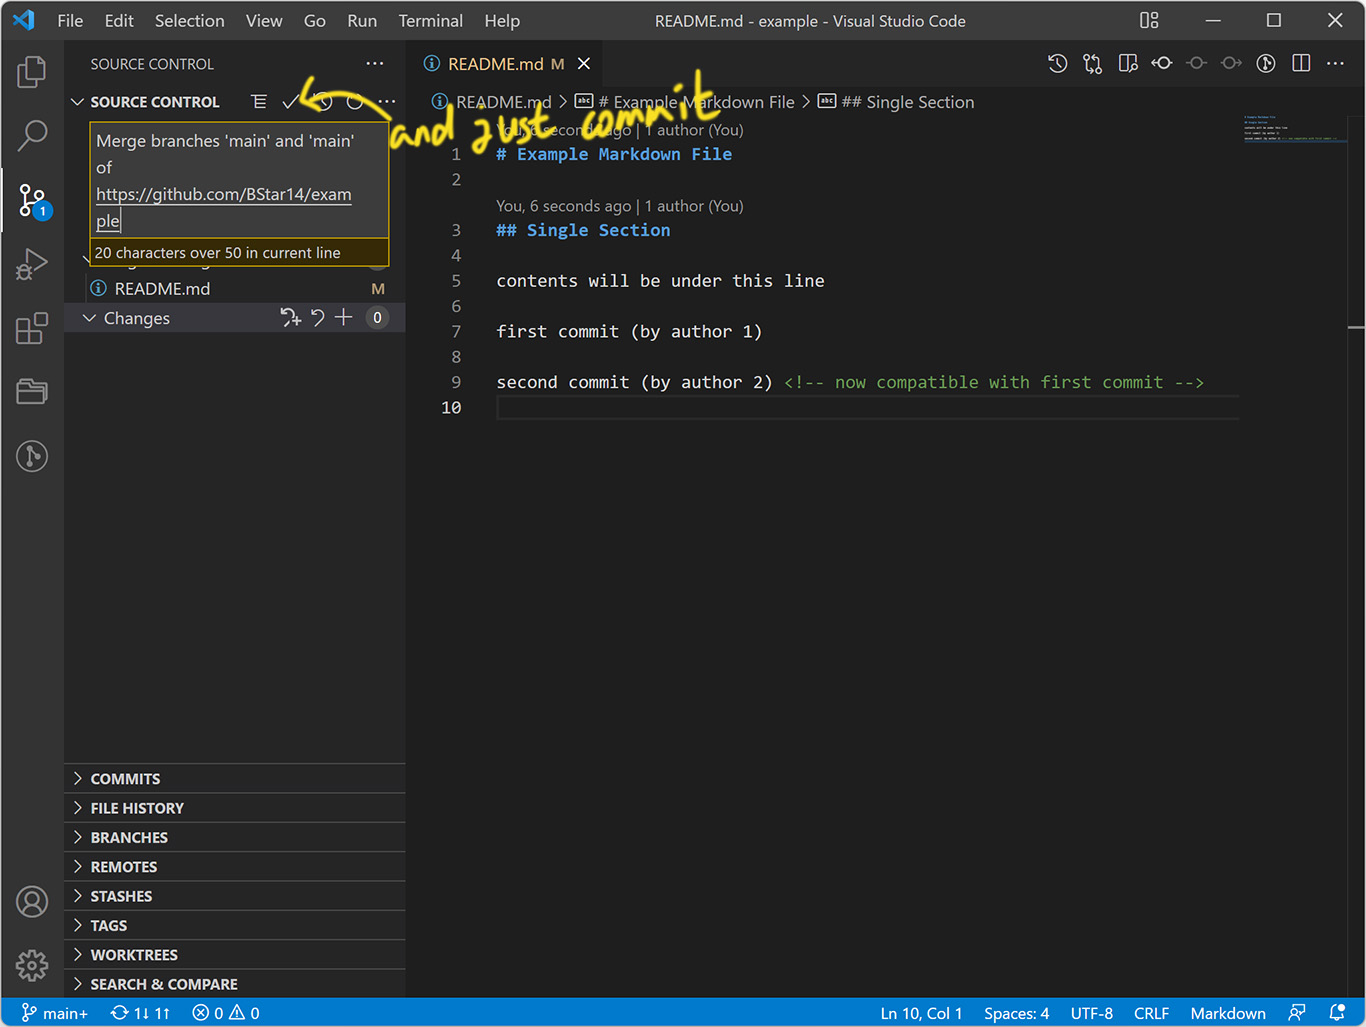 File Edit Selection View Go Run Terminal Help
README.md - example - Visual Studio Code
SOURCE CONTROL
SOURCE CONTROL
and just commit
Merge branches 'main' and 'main'
of
https://github.com/BStar14/exam
ple
20 characters over 50 in current line
README.md M
Changes 0
COMMITS
FILE HISTORY
BRANCHES
REMOTES
STASHES
TAGS
WORKTREES
SEARCH & COMPARE
1
README.md M
README.md > # Example Markdown File > ## Single Section
You, 6 seconds ago | 1 author (You)
1 # Example Markdown File
2
You, 6 seconds ago | 1 author (You)
3 ## Single Section
4
5 contents will be under this line
6
7 first commit (by author 1)
8
9 second commit (by author 2) <!-- now compatible with first commit -->
10
main+ 1↓ 1↑ 0 0
Ln 10, Col 1 Spaces: 4 UTF-8 CRLF Markdown